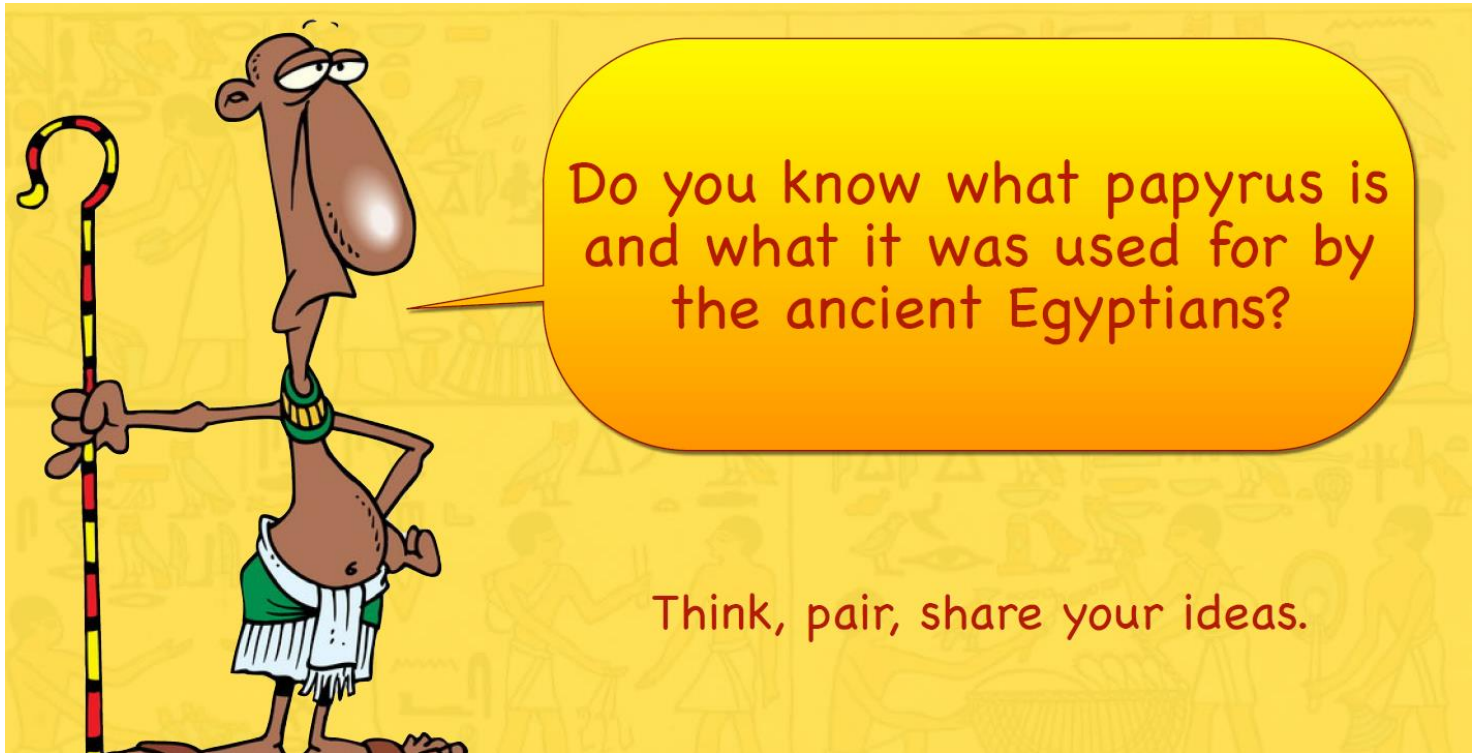 Do you know what papyrus is
and what it was used for by
the ancient Egyptians?
Think, pair, share your ideas.